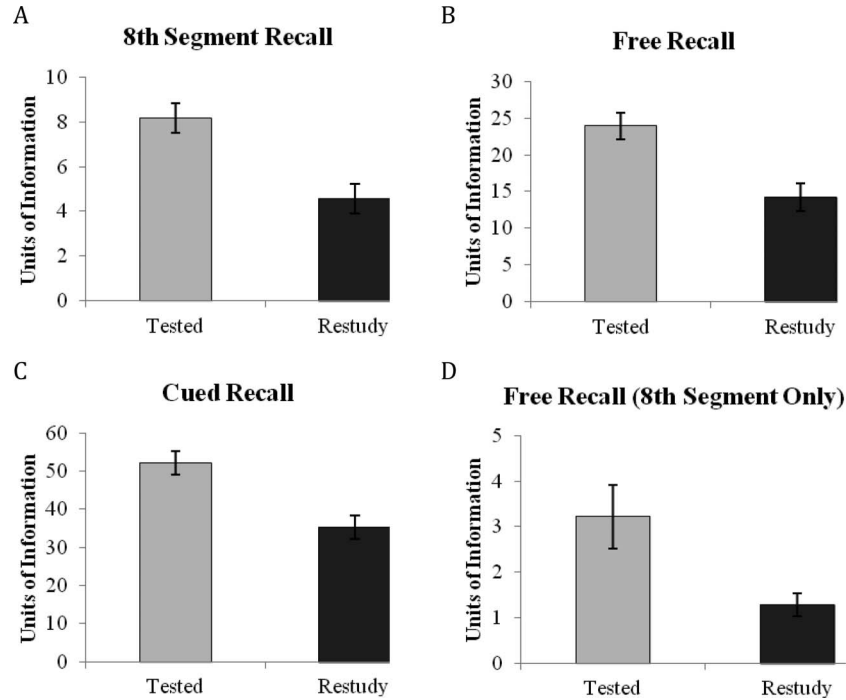 A
8th Segment Recall
Units of Information
10
8
6
4
2
0
Tested
Restudy
B
Free Recall
Units of Information
30
25
20
15
10
5
0
Tested
Restudy
C
Cued Recall
Units of Information
60
50
40
30
20
10
0
Tested
Restudy
D
Free Recall (8th Segment Only)
Units of Information
5
4
3
2
1
0
Tested
Restudy